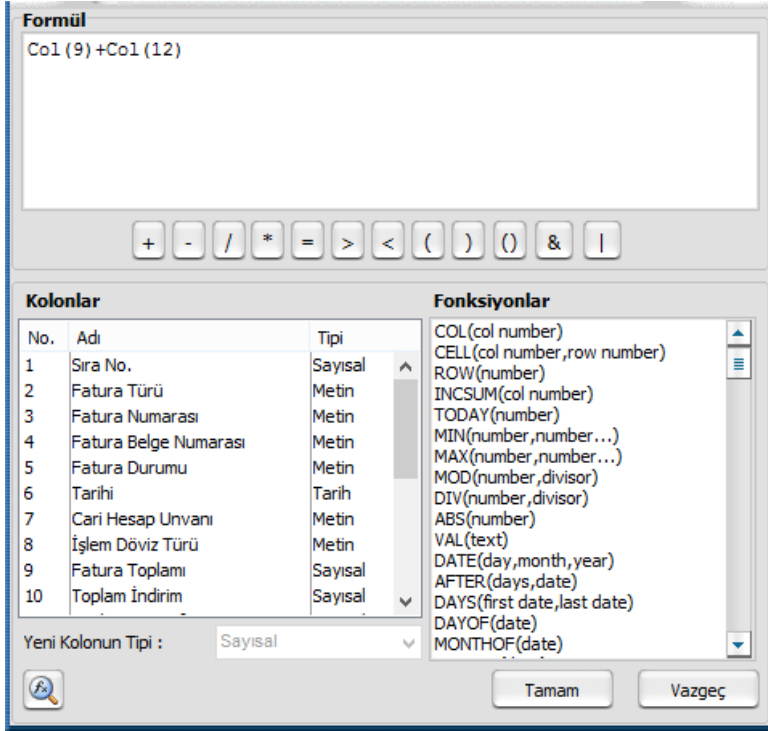 Formül
Col(9)+Col(12)
+ - / * = > < ( ) () & |
Kolonlar
No. Adı Tipi
1 Sıra No. Sayısal
2 Fatura Türü Metin
3 Fatura Numarası Metin
4 Fatura Belge Numarası Metin
5 Fatura Durumu Metin
6 Tarihi Tarih
7 Cari Hesap Unvanı Metin
8 İşlem Döviz Türü Metin
9 Fatura Toplamı Sayısal
10 Toplam İndirim Sayısal
Yeni Kolonun Tipi : Sayısal
Fonksiyonlar
COL(col number)
CELL(col number,row number)
ROW(number)
INCSUM(col number)
TODAY(number)
MIN(number,number...)
MAX(number,number...)
MOD(number,divisor)
DIV(number,divisor)
ABS(number)
VAL(text)
DATE(day,month,year)
AFTER(days,date)
DAYS(first date,last date)
DAYOF(date)
MONTHOF(date)
fx
Tamam Vazgeç